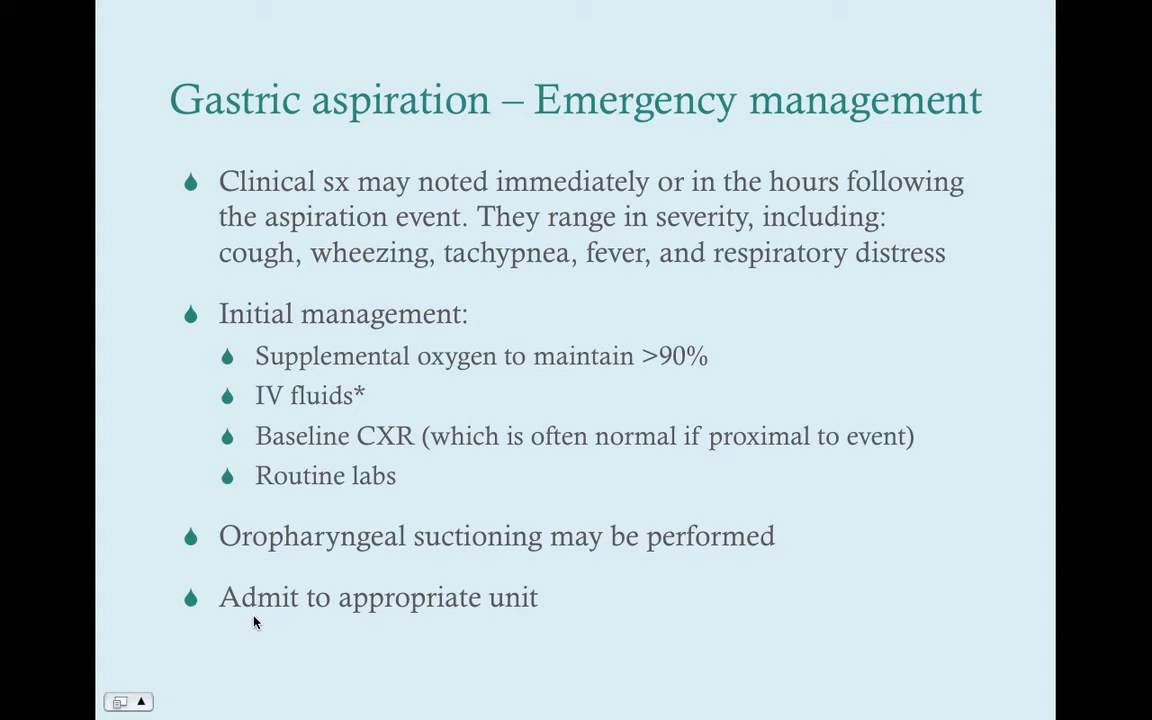 Gastric aspiration – Emergency management
Clinical sx may noted immediately or in the hours following
the aspiration event. They range in severity, including:
cough, wheezing, tachypnea, fever, and respiratory distress
Initial management:
Supplemental oxygen to maintain >90%
IV fluids*
Baseline CXR (which is often normal if proximal to event)
Routine labs
Oropharyngeal suctioning may be performed
Admit to appropriate unit